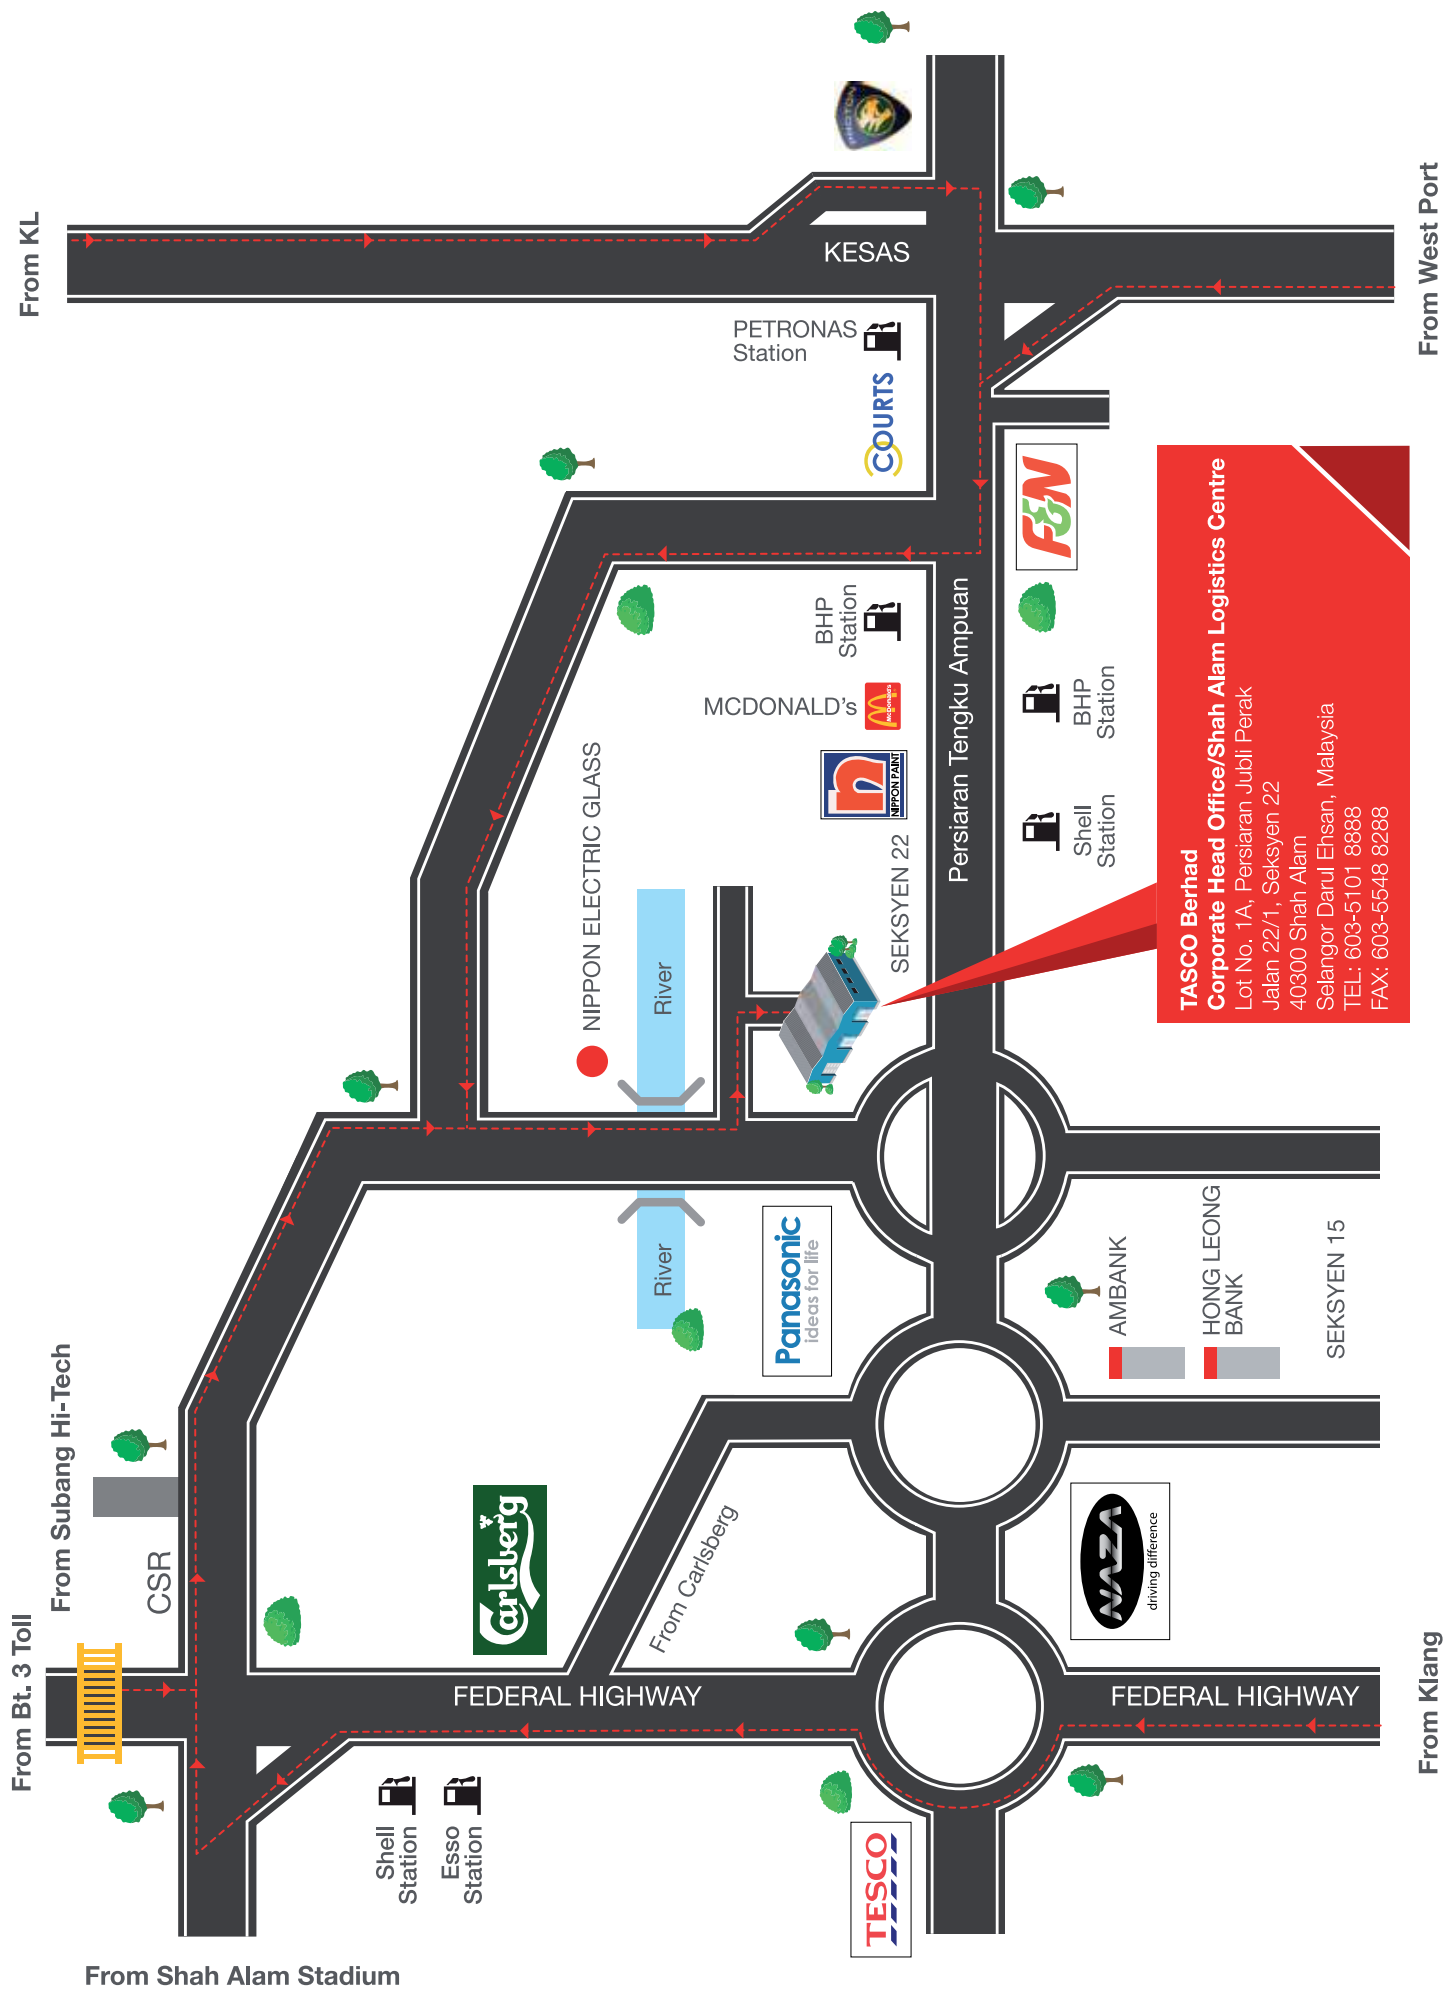 From KL
From West Port
KESAS
PROTON
PETRONAS
Station
COURTS
F&N
BHP
Station
MCDONALD's
McDonald's
NIPPON PAINT
NIPPON ELECTRIC GLASS
SEKSYEN 22
Persiaran Tengku Ampuan
BHP
Station
Shell
Station
TASCO Berhad
Corporate Head Office/Shah Alam Logistics Centre
Lot No. 1A, Persiaran Jubli Perak
Jalan 22/1, Seksyen 22
40300 Shah Alam
Selangor Darul Ehsan, Malaysia
TEL: 603-5101 8888
FAX: 603-5548 8288
River
River
Panasonic
ideas for life
AMBANK
HONG LEONG
BANK
SEKSYEN 15
From Subang Hi-Tech
CSR
Carlsberg
From Carlsberg
NAZA
driving difference
From Bt. 3 Toll
FEDERAL HIGHWAY
FEDERAL HIGHWAY
From Klang
Shell
Station
Esso
Station
TESCO
From Shah Alam Stadium